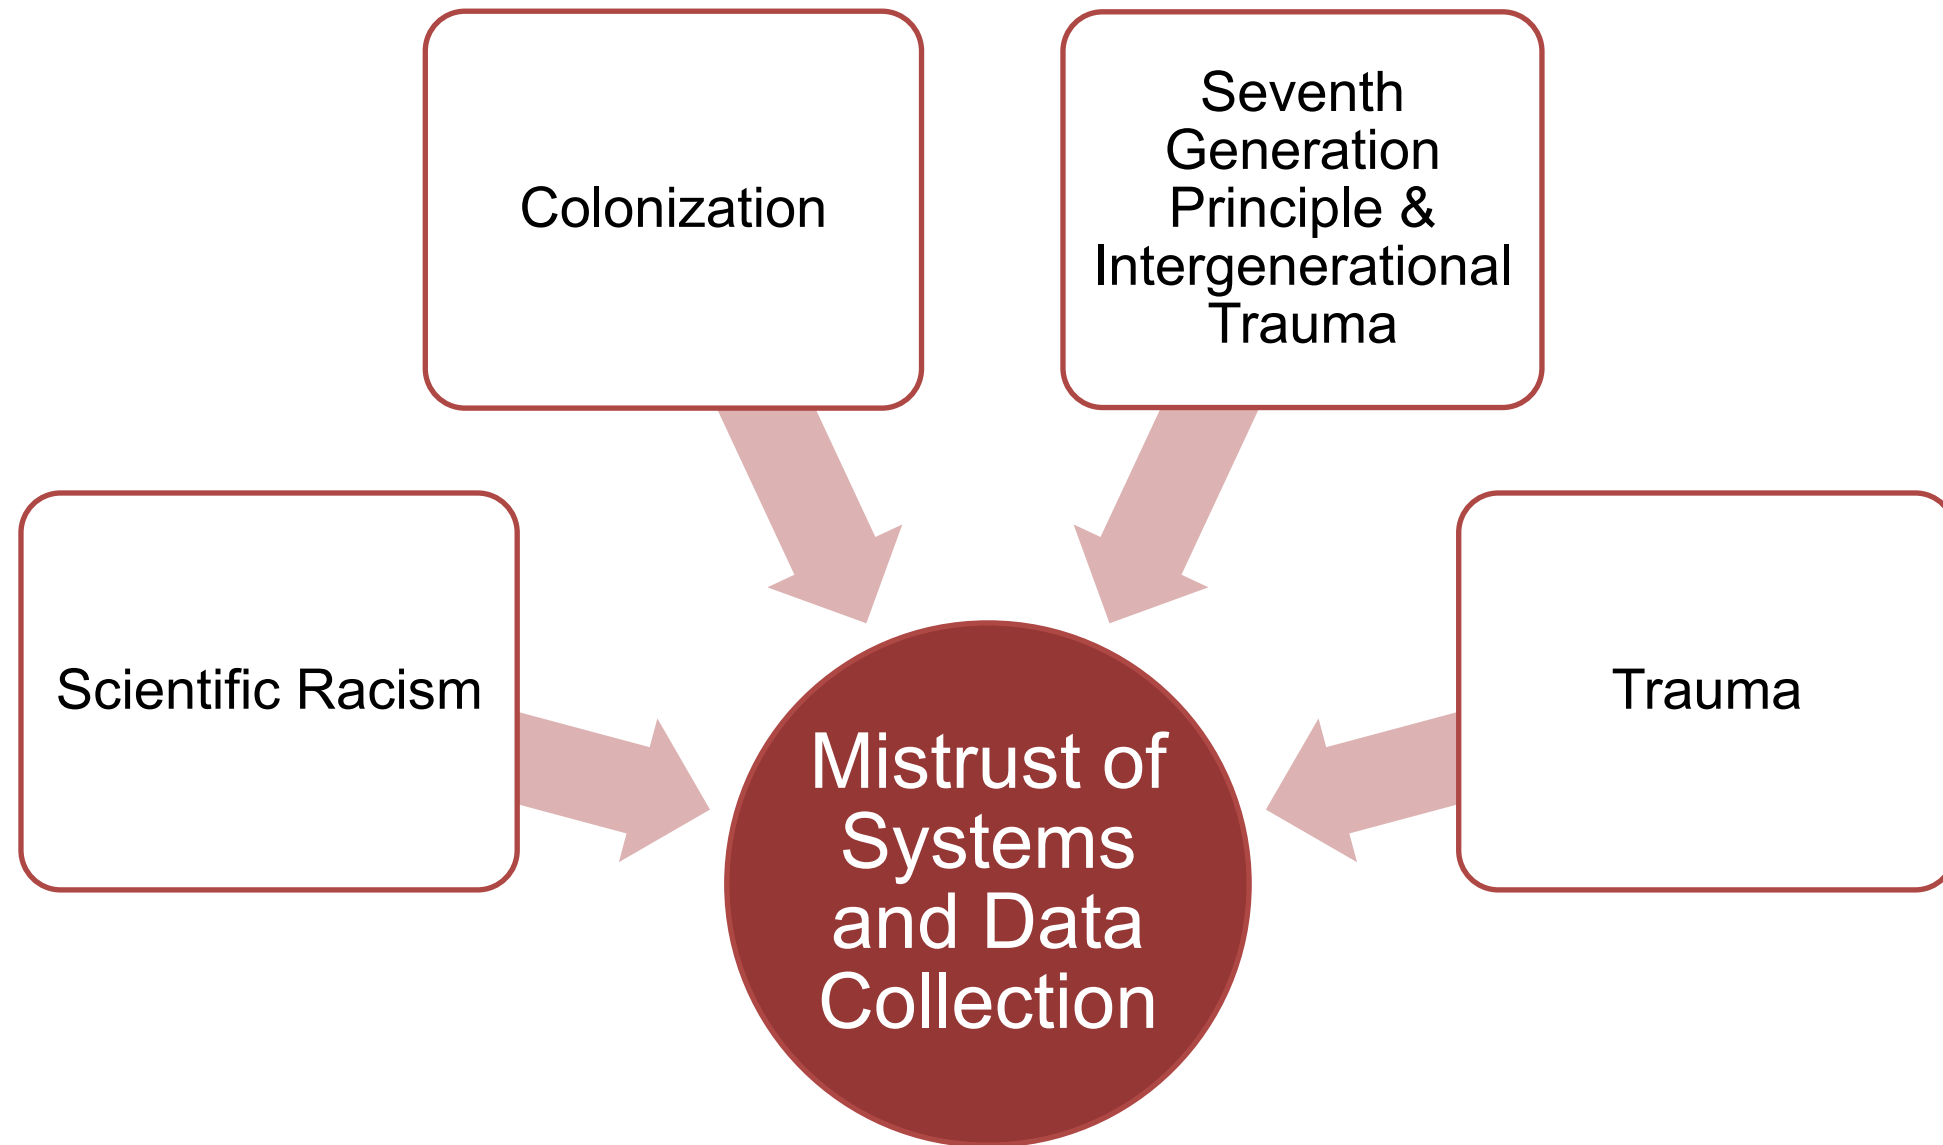 Colonization
Seventh
Generation
Principle &
Intergenerational
Trauma
Scientific Racism
Trauma
Mistrust of
Systems
and Data
Collection